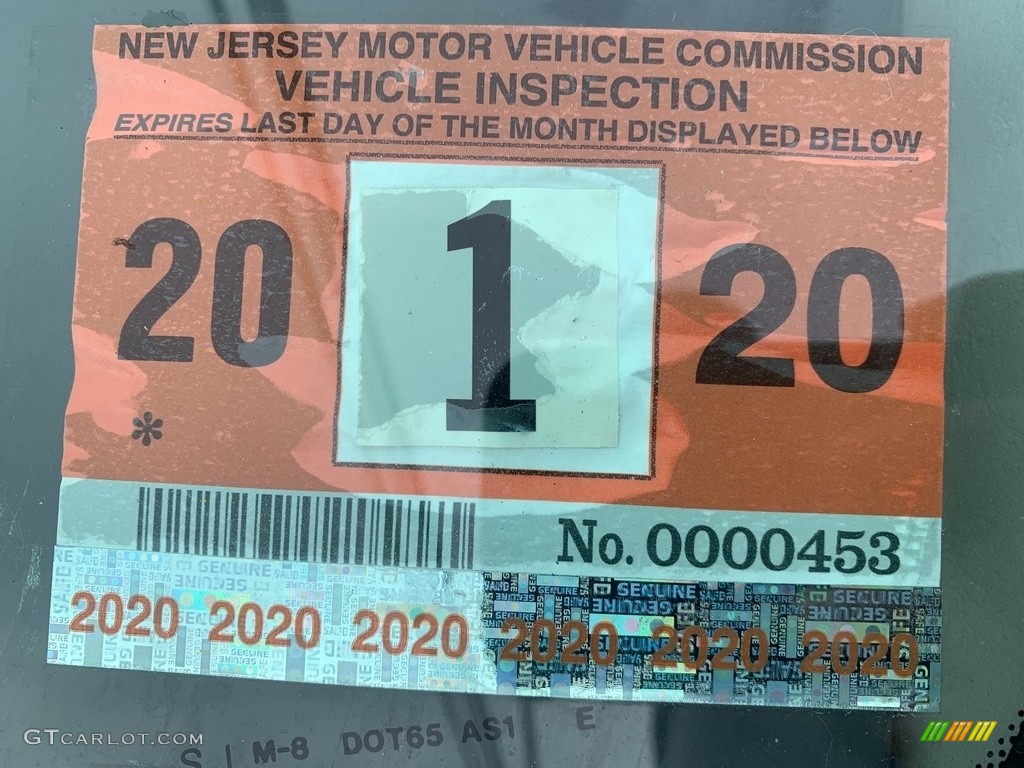 NEW JERSEY MOTOR VEHICLE COMMISSION
VEHICLE INSPECTION
EXPIRES LAST DAY OF THE MONTH DISPLAYED BELOW
20 1 20
*
No. 0000453
2020 2020 2020 2020 2020 2020
GTCARLOT.COM
S | M-8 DOT65 AS1 E